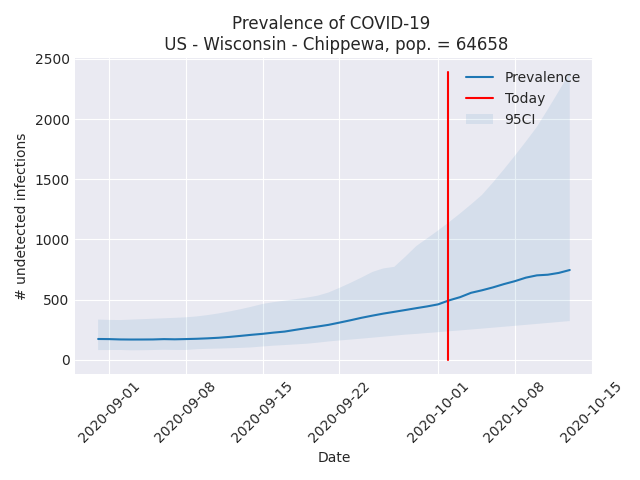 Prevalence of COVID-19
US - Wisconsin - Chippewa, pop. = 64658
2500
2000
1500
1000
500
0
# undetected infections
Prevalence
Today
95CI
2020-09-01
2020-09-08
2020-09-15
2020-09-22
2020-10-01
2020-10-08
2020-10-15
Date